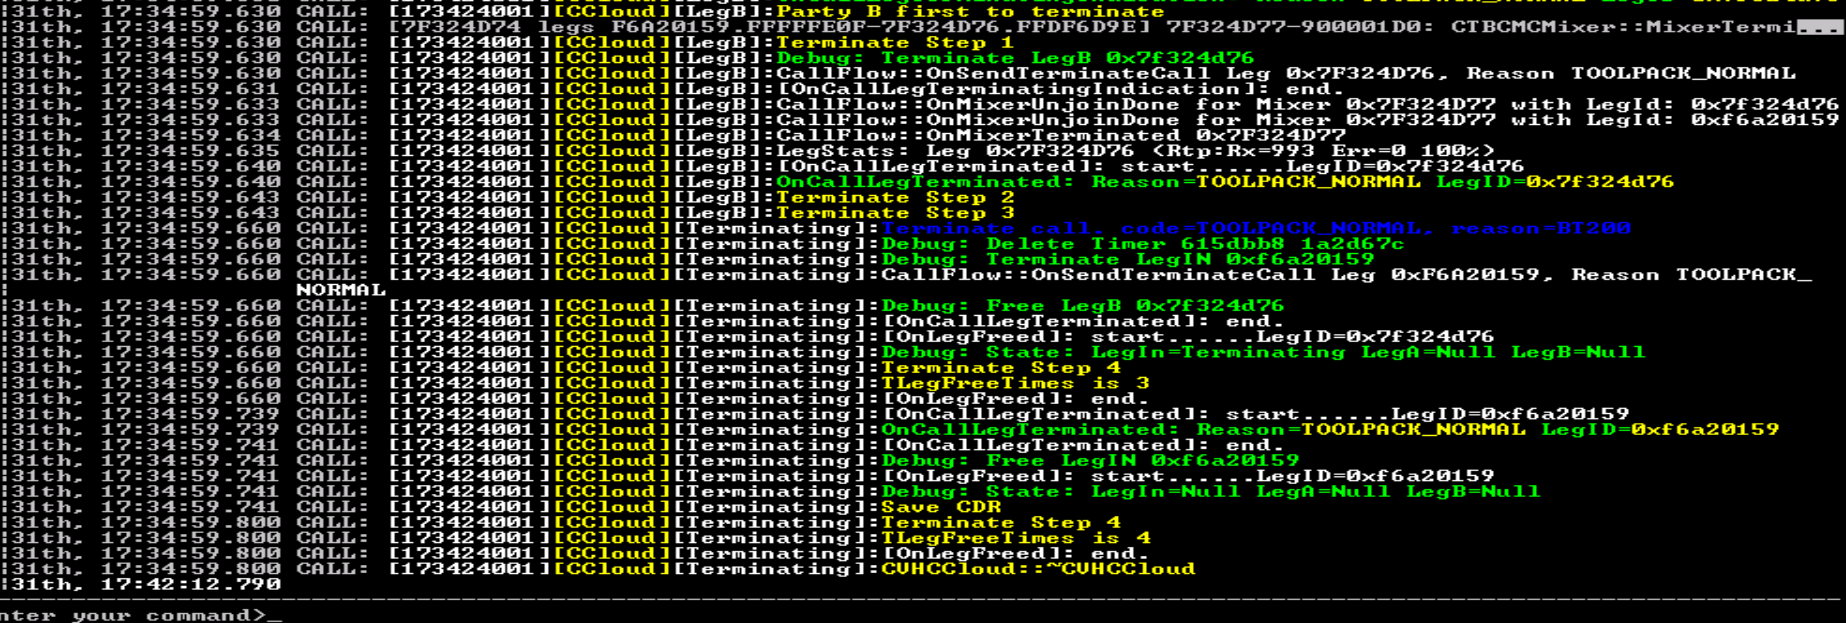 31th, 17:34:59.630 CALL: [173424001][CCloud][LegB]:Party B first to terminate
31th, 17:34:59.630 CALL: [7F324D74 legs F6A20159.FFFFFE0F-7F324D76.FFDF6D9E] 7F324D77-900001D0: CTBCMCMixer::MixerTermi...
31th, 17:34:59.630 CALL: [173424001][CCloud][LegB]:Terminate Step 1
31th, 17:34:59.630 CALL: [173424001][CCloud][LegB]:Debug: Terminate LegB 0x7f324d76
31th, 17:34:59.630 CALL: [173424001][CCloud][LegB]:CallFlow::OnSendTerminateCall Leg 0x7F324D76, Reason TOOLPACK_NORMAL
31th, 17:34:59.631 CALL: [173424001][CCloud][LegB]:[OnCallLegTerminatingIndication]: end.
31th, 17:34:59.633 CALL: [173424001][CCloud][LegB]:CallFlow::OnMixerUnjoinDone for Mixer 0x7F324D77 with LegId: 0x7f324d76
31th, 17:34:59.633 CALL: [173424001][CCloud][LegB]:CallFlow::OnMixerUnjoinDone for Mixer 0x7F324D77 with LegId: 0xf6a20159
31th, 17:34:59.634 CALL: [173424001][CCloud][LegB]:CallFlow::OnMixerTerminated 0x7F324D77
31th, 17:34:59.635 CALL: [173424001][CCloud][LegB]:LegStats: Leg 0x7F324D76 (Rtp:Rx=993 Err=0 100%)
31th, 17:34:59.640 CALL: [173424001][CCloud][LegB]:[OnCallLegTerminated]: start......LegID=0x7f324d76
31th, 17:34:59.640 CALL: [173424001][CCloud][LegB]:OnCallLegTerminated: Reason=TOOLPACK_NORMAL LegID=0x7f324d76
31th, 17:34:59.643 CALL: [173424001][CCloud][LegB]:Terminate Step 2
31th, 17:34:59.643 CALL: [173424001][CCloud][LegB]:Terminate Step 3
31th, 17:34:59.660 CALL: [173424001][CCloud][Terminating]:Terminate call. code=TOOLPACK_NORMAL, reason=BT200
31th, 17:34:59.660 CALL: [173424001][CCloud][Terminating]:Debug: Delete Timer 615dbb8 1a2d67c
31th, 17:34:59.660 CALL: [173424001][CCloud][Terminating]:Debug: Terminate LegIN 0xf6a20159
31th, 17:34:59.660 CALL: [173424001][CCloud][Terminating]:CallFlow::OnSendTerminateCall Leg 0xF6A20159, Reason TOOLPACK_
NORMAL
31th, 17:34:59.660 CALL: [173424001][CCloud][Terminating]:Debug: Free LegB 0x7f324d76
31th, 17:34:59.660 CALL: [173424001][CCloud][Terminating]:[OnCallLegTerminated]: end.
31th, 17:34:59.660 CALL: [173424001][CCloud][Terminating]:[OnLegFreed]: start......LegID=0x7f324d76
31th, 17:34:59.660 CALL: [173424001][CCloud][Terminating]:Debug: State: LegIn=Terminating LegA=Null LegB=Null
31th, 17:34:59.660 CALL: [173424001][CCloud][Terminating]:Terminate Step 4
31th, 17:34:59.660 CALL: [173424001][CCloud][Terminating]:TLegFreeTimes is 3
31th, 17:34:59.660 CALL: [173424001][CCloud][Terminating]:[OnLegFreed]: end.
31th, 17:34:59.739 CALL: [173424001][CCloud][Terminating]:[OnCallLegTerminated]: start......LegID=0xf6a20159
31th, 17:34:59.739 CALL: [173424001][CCloud][Terminating]:OnCallLegTerminated: Reason=TOOLPACK_NORMAL LegID=0xf6a20159
31th, 17:34:59.741 CALL: [173424001][CCloud][Terminating]:[OnCallLegTerminated]: end.
31th, 17:34:59.741 CALL: [173424001][CCloud][Terminating]:Debug: Free LegIN 0xf6a20159
31th, 17:34:59.741 CALL: [173424001][CCloud][Terminating]:[OnLegFreed]: start......LegID=0xf6a20159
31th, 17:34:59.741 CALL: [173424001][CCloud][Terminating]:Debug: State: LegIn=Null LegA=Null LegB=Null
31th, 17:34:59.741 CALL: [173424001][CCloud][Terminating]:Save CDR
31th, 17:34:59.800 CALL: [173424001][CCloud][Terminating]:Terminate Step 4
31th, 17:34:59.800 CALL: [173424001][CCloud][Terminating]:TLegFreeTimes is 4
31th, 17:34:59.800 CALL: [173424001][CCloud][Terminating]:[OnLegFreed]: end.
31th, 17:34:59.800 CALL: [173424001][CCloud][Terminating]:CVHCCloud::~CVHCCloud
31th, 17:42:12.790
nter your command>_